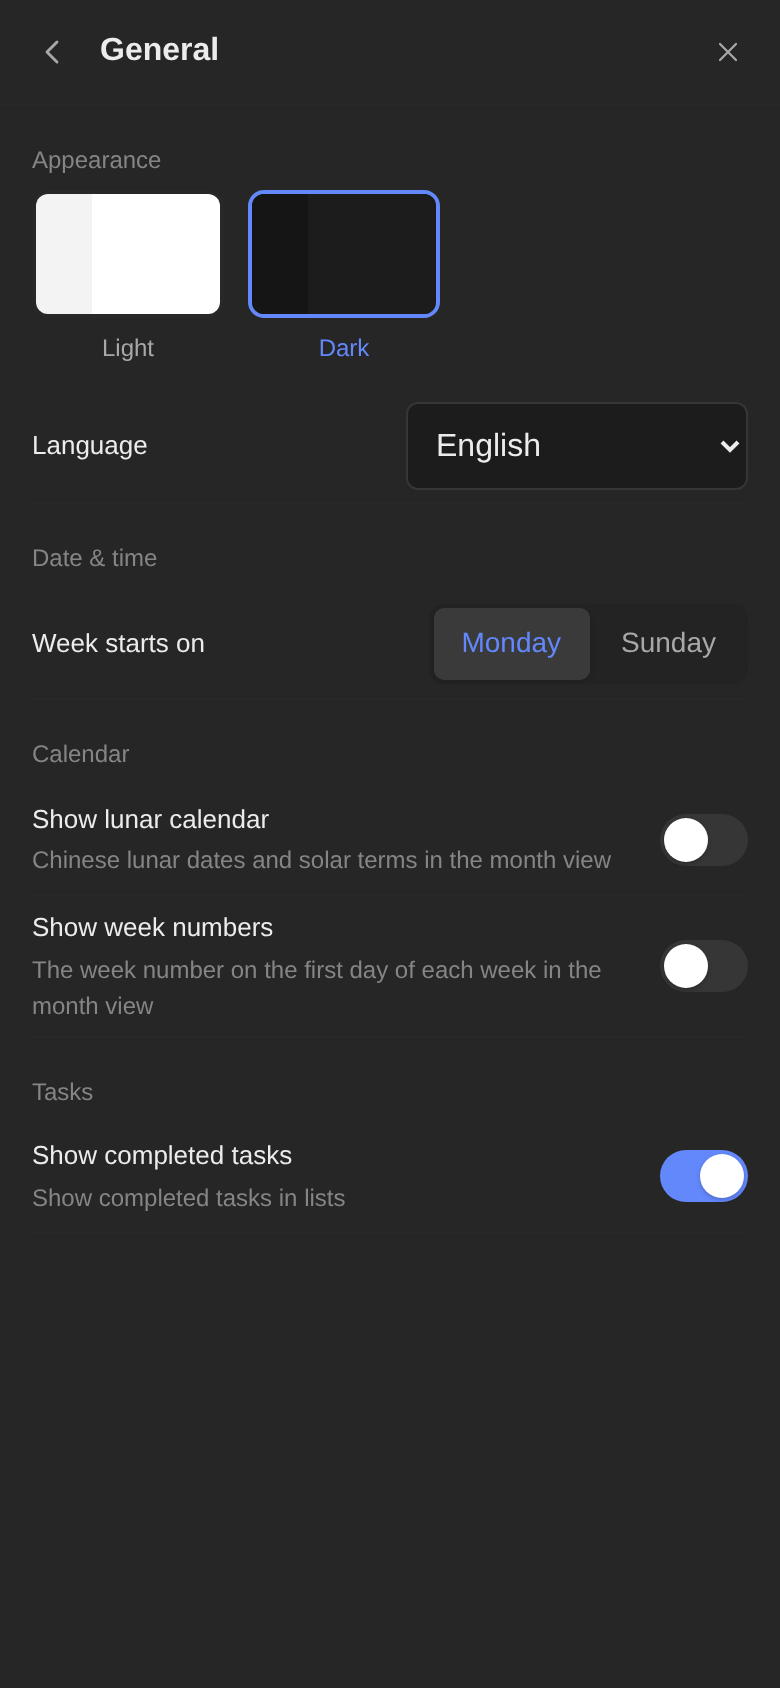 General
Appearance
Light
Dark
Language
English
Date & time
Week starts on
Monday
Sunday
Calendar
Show lunar calendar
Chinese lunar dates and solar terms in the month view
Show week numbers
The week number on the first day of each week in the
month view
Tasks
Show completed tasks
Show completed tasks in lists